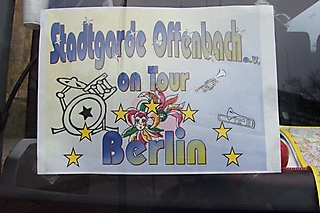 Stadtgarde Offenbach e.V.
on Tour
Berlin